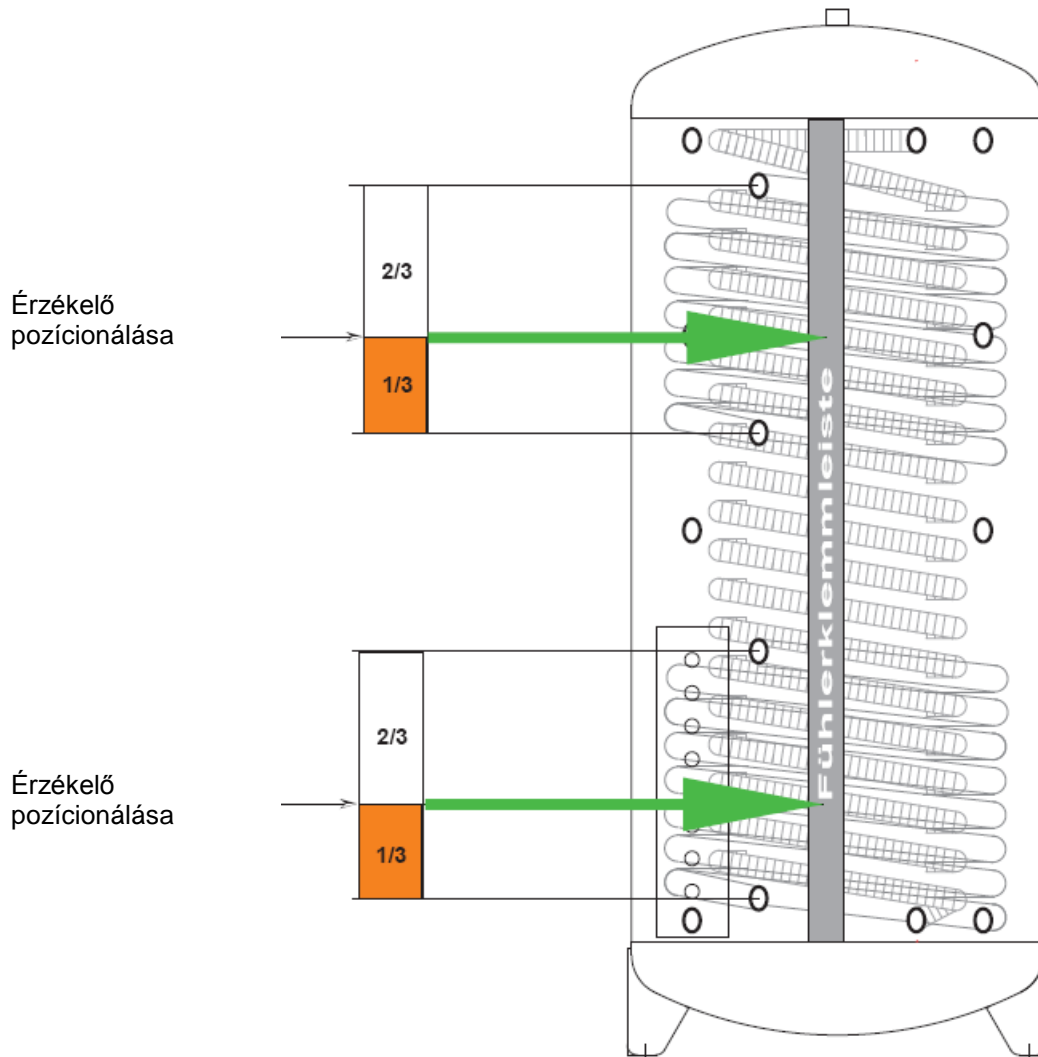 2/3
Érzékelő
pozícionálása
1/3
Fühlerklemmleiste
2/3
Érzékelő
pozícionálása
1/3